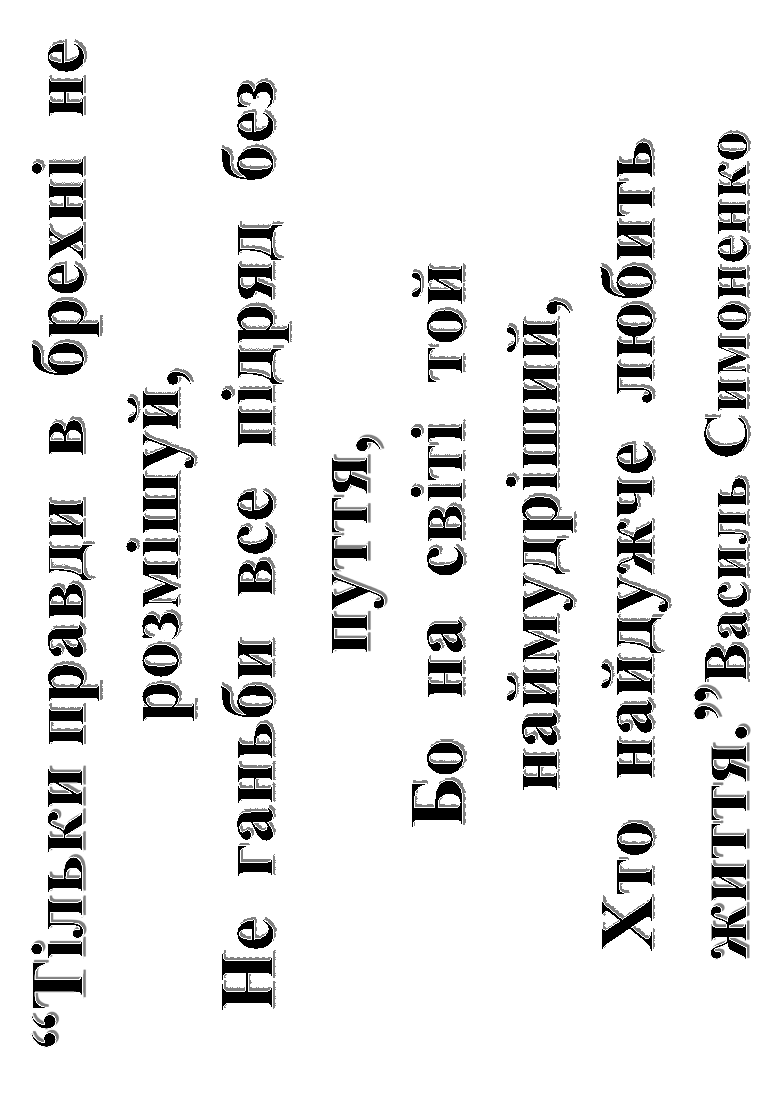 “Тільки правди в брехні не
розмішуй,
Не ганьби все підряд без
пуття,
Бо на світі той
наймудріший,
Хто найдужче любить
життя.”Василь Симоненко